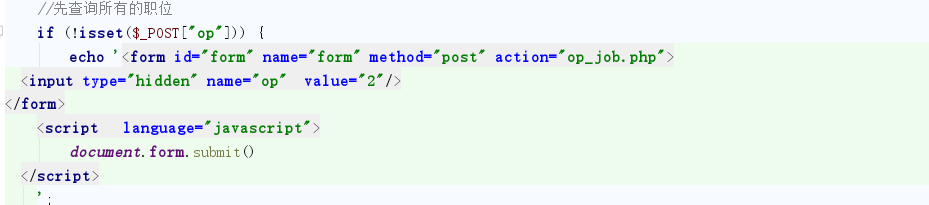 //先查询所有的职位
if (!isset($_POST["op"])) {
echo '<form id="form" name="form" method="post" action="op_job.php">
<input type="hidden" name="op" value="2"/>
</form>
<script language="javascript">
document.form.submit()
</script>
';